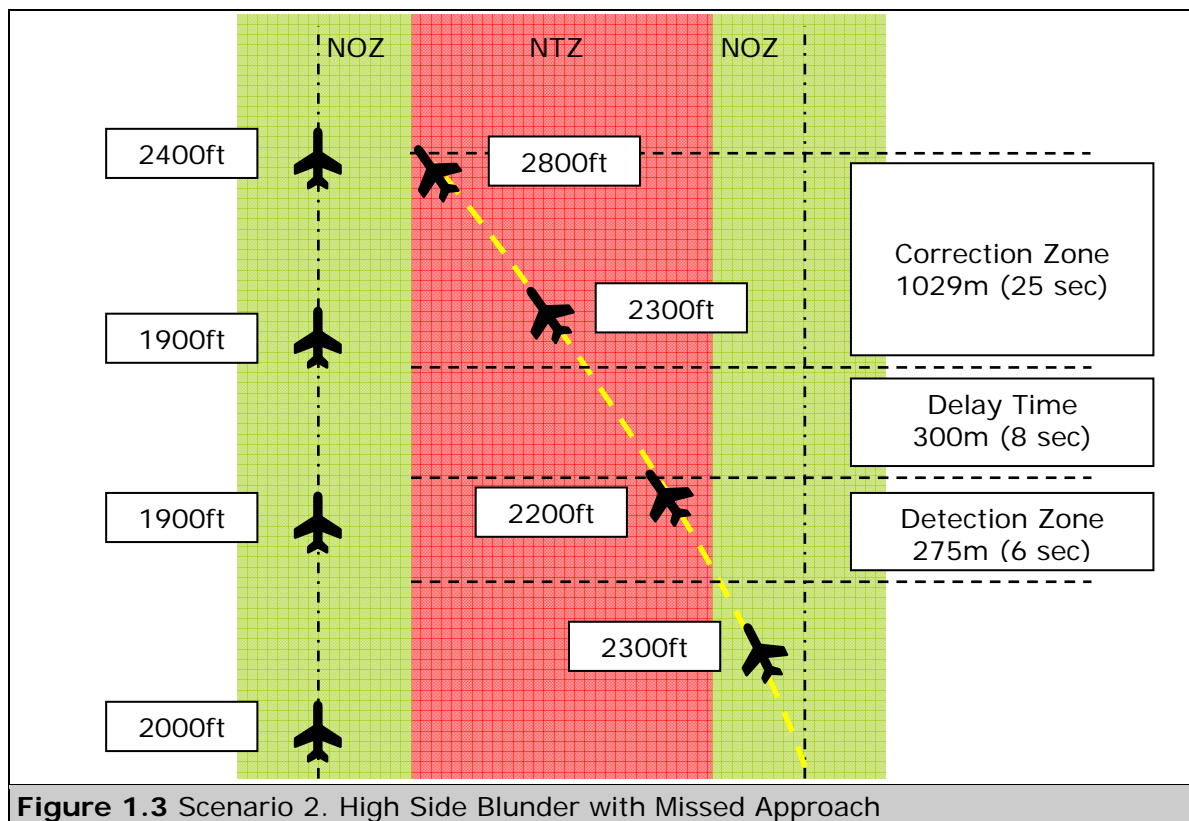 NOZ NTZ NOZ
2400ft
2800ft
Correction Zone
1029m (25 sec)
2300ft
1900ft
Delay Time
300m (8 sec)
1900ft
2200ft
Detection Zone
275m (6 sec)
2300ft
2000ft
Figure 1.3 Scenario 2. High Side Blunder with Missed Approach